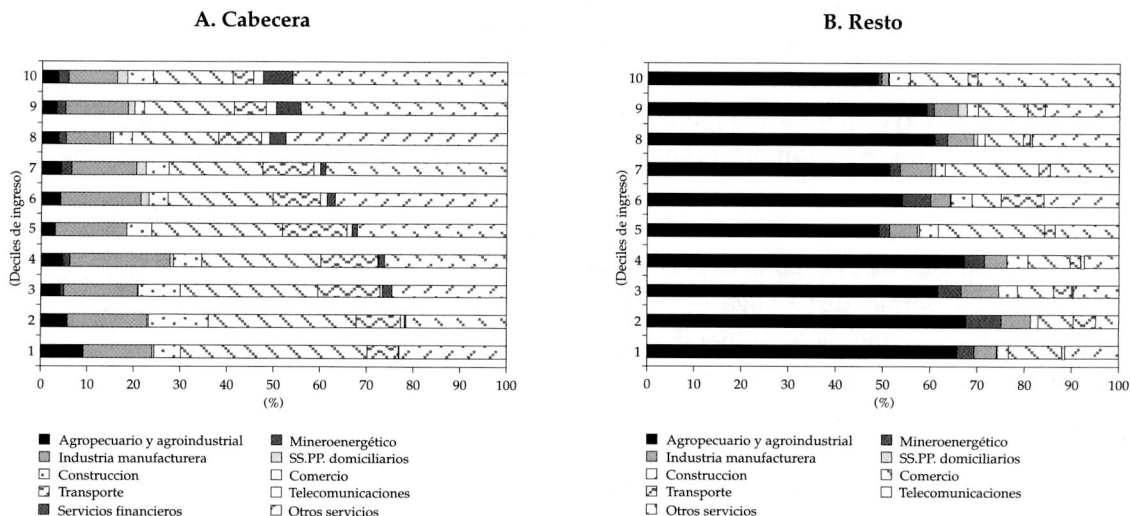 A. Cabecera
(Deciles de ingreso)
10
9
8
7
6
5
4
3
2
1
0 10 20 30 40 50 60 70 80 90 100
(%)
Agropecuario y agroindustrial
Industria manufacturera
Construccion
Transporte
Servicios financieros
Mineroenergético
SS.PP. domiciliarios
Comercio
Telecomunicaciones
Otros servicios
B. Resto
(Deciles de ingreso)
10
9
8
7
6
5
4
3
2
1
0 10 20 30 40 50 60 70 80 90 100
(%)
Agropecuario y agroindustrial
Industria manufacturera
Construccion
Transporte
Otros servicios
Mineroenergético
SS.PP. domiciliarios
Comercio
Telecomunicaciones